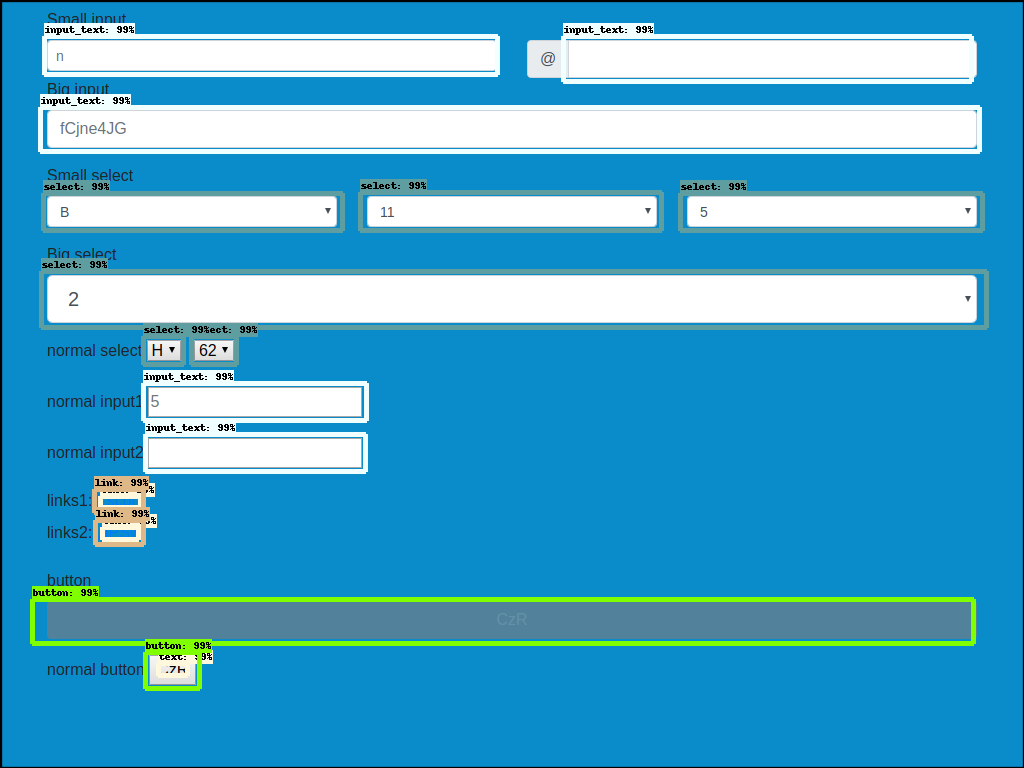 Small input
input_text: 99% input_text: 99%
n @
Big input
input_text: 99%
fCjne4JG
Small select
select: 99% select: 99% select: 99%
B 11 5
Big select
select: 99%
2
select: 99%ect: 99%
normal select H 62
input_text: 99%
normal input1 5
input_text: 99%
normal input2
link: 99%
links1:
link: 99%
links2:
button
button: 99%
CzR
button: 99%
text: 99%
normal button